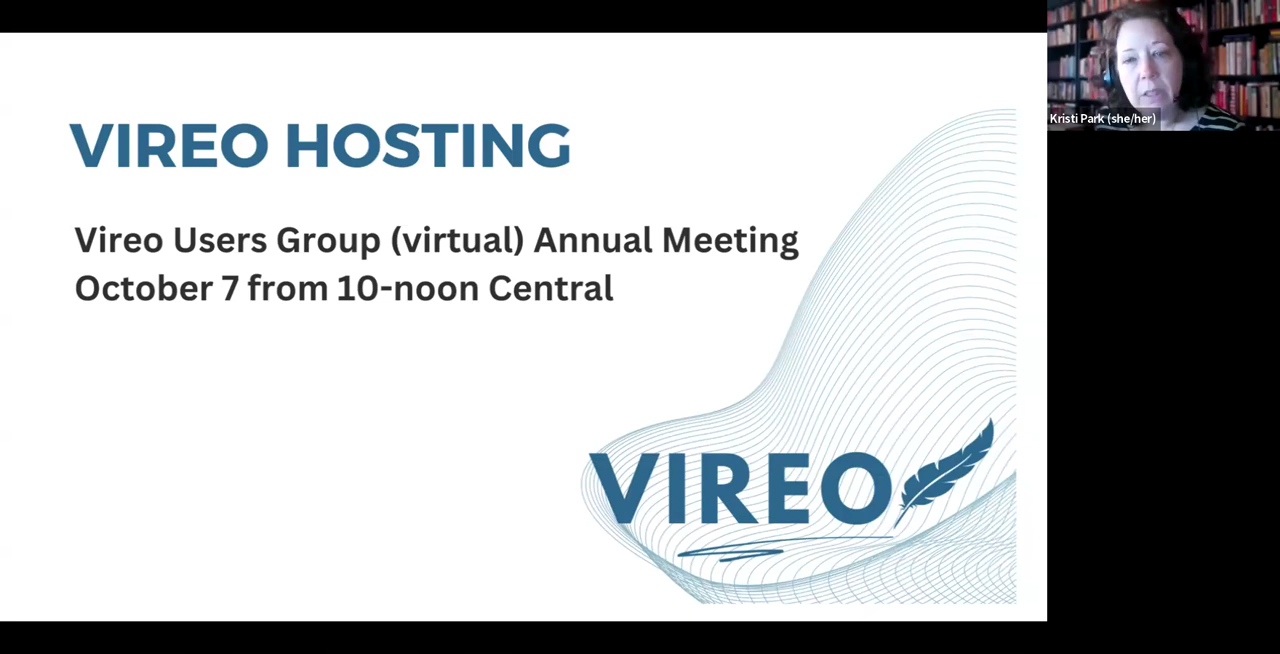 VIREO HOSTING
Vireo Users Group (virtual) Annual Meeting
October 7 from 10-noon Central
VIREO
Kristi Park (she/her)